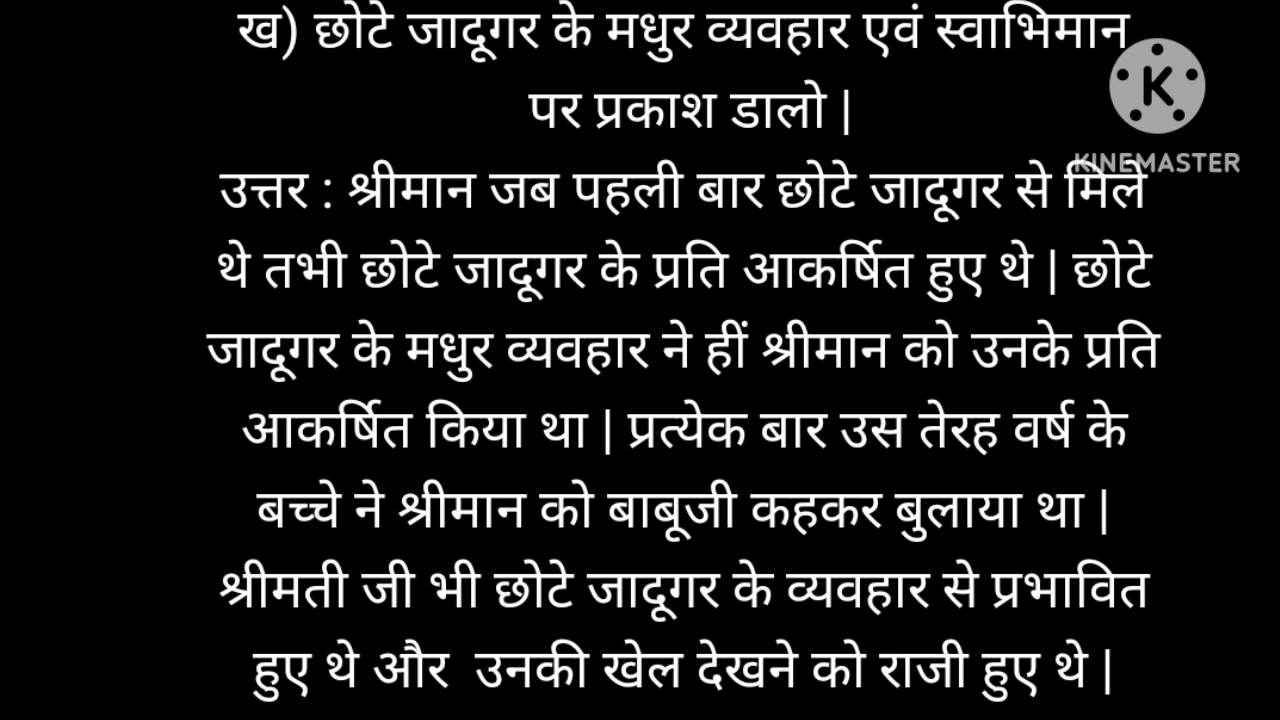 ख) छोटे जादूगर के मधुर व्यवहार एवं स्वाभिमान
पर प्रकाश डालो |
उत्तर : श्रीमान जब पहली बार छोटे जादूगर से मिले
थे तभी छोटे जादूगर के प्रति आकर्षित हुए थे | छोटे
जादूगर के मधुर व्यवहार ने हीं श्रीमान को उनके प्रति
आकर्षित किया था | प्रत्येक बार उस तेरह वर्ष के
बच्चे ने श्रीमान को बाबूजी कहकर बुलाया था |
श्रीमती जी भी छोटे जादूगर के व्यवहार से प्रभावित
हुए थे और उनकी खेल देखने को राजी हुए थे |
K
KINEMASTER